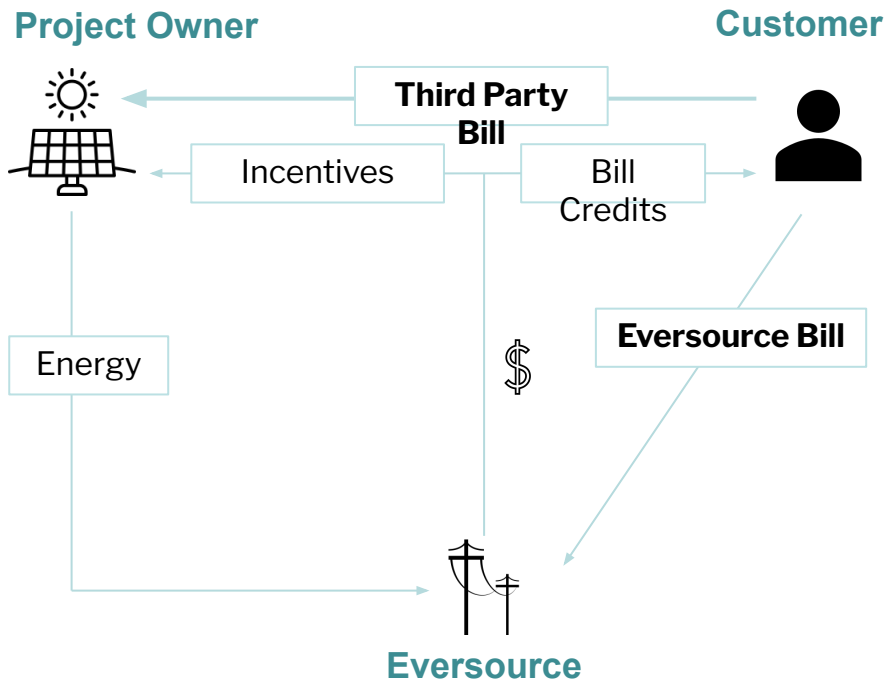 Project Owner
Customer
Third Party
Bill
Incentives
Bill
Credits
Eversource Bill
Energy
$
Eversource